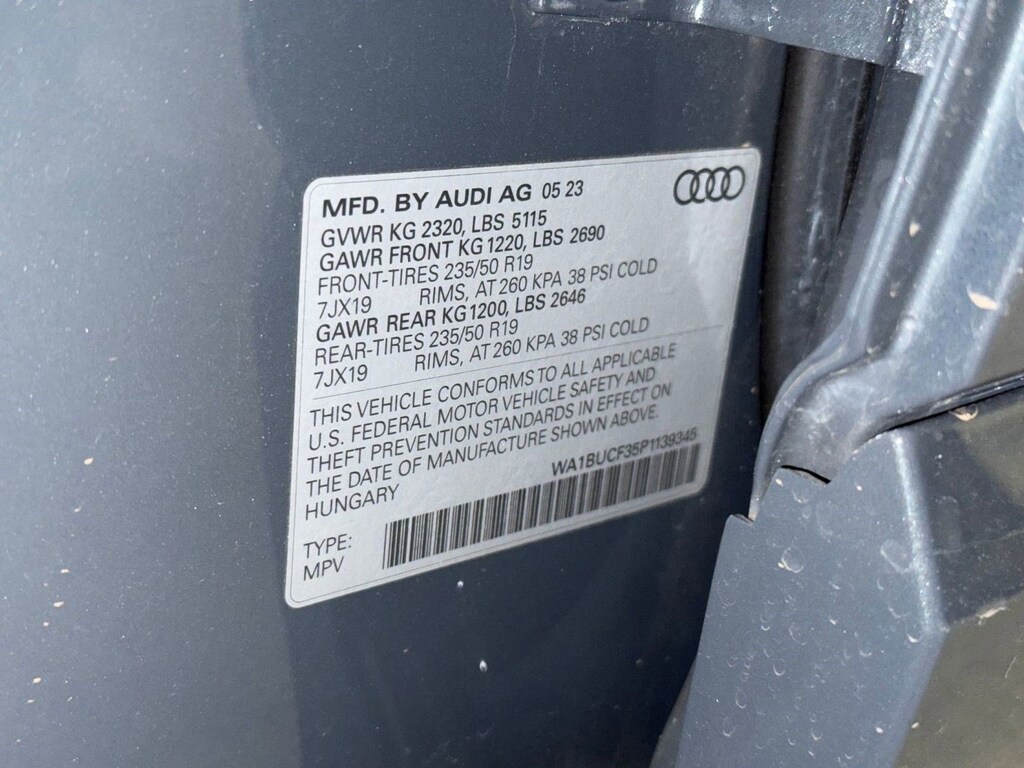 MFD. BY AUDI AG 05 23
GVWR KG 2320, LBS 5115
GAWR FRONT KG 1220, LBS 2690
FRONT-TIRES 235/50 R19
7JX19 RIMS, AT 260 KPA 38 PSI COLD
GAWR REAR KG 1200, LBS 2646
REAR-TIRES 235/50 R19
7JX19 RIMS, AT 260 KPA 38 PSI COLD
THIS VEHICLE CONFORMS TO ALL APPLICABLE
U.S. FEDERAL MOTOR VEHICLE SAFETY AND
THEFT PREVENTION STANDARDS IN EFFECT ON
THE DATE OF MANUFACTURE SHOWN ABOVE.
HUNGARY
WA1BUCF35P1139345
TYPE:
MPV